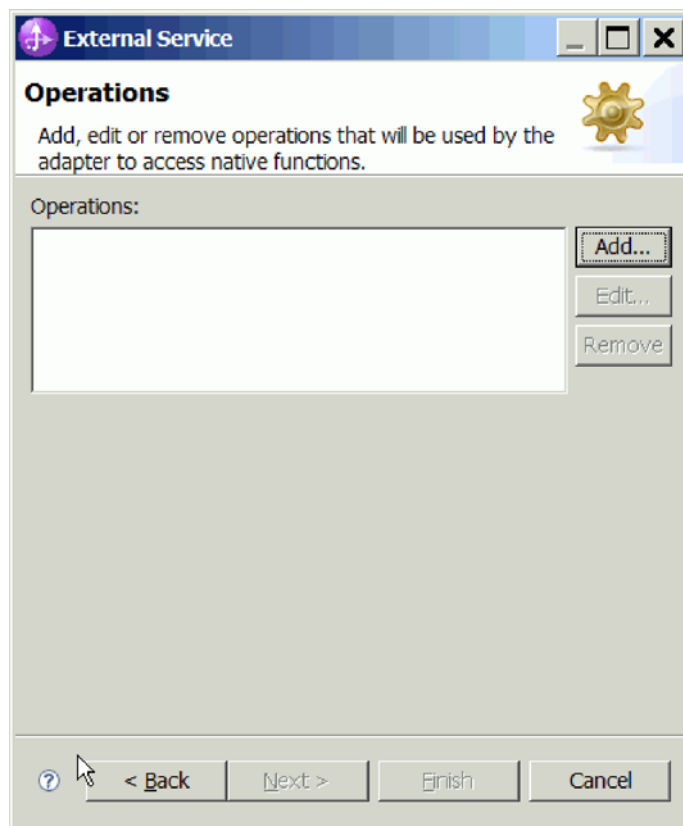 External Service
Operations
Add, edit or remove operations that will be used by the
adapter to access native functions.
Operations:
Add...
Edit...
Remove
?
< Back
Next >
Finish
Cancel